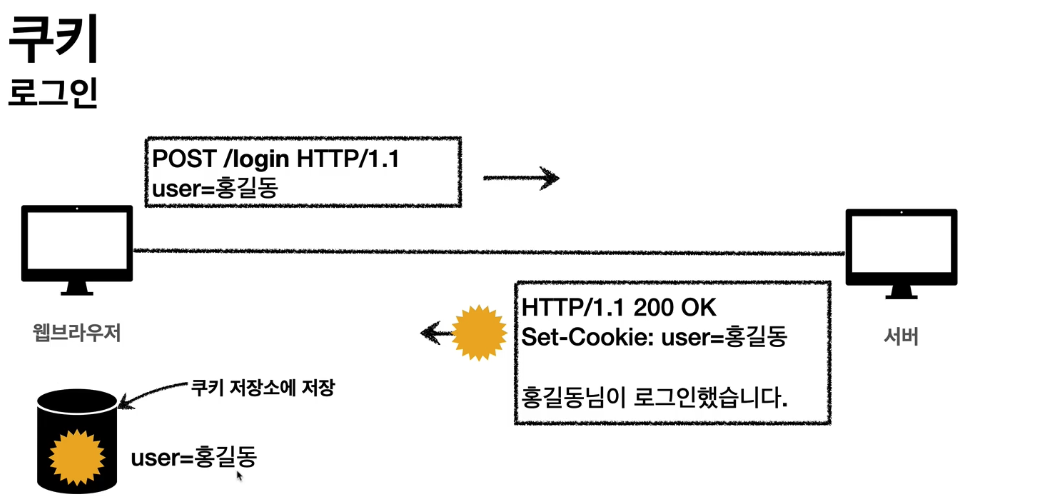 쿠키
로그인
POST /login HTTP/1.1
user=홍길동
HTTP/1.1 200 OK
Set-Cookie: user=홍길동
홍길동님이 로그인했습니다.
웹브라우저
서버
쿠키 저장소에 저장
user=홍길동